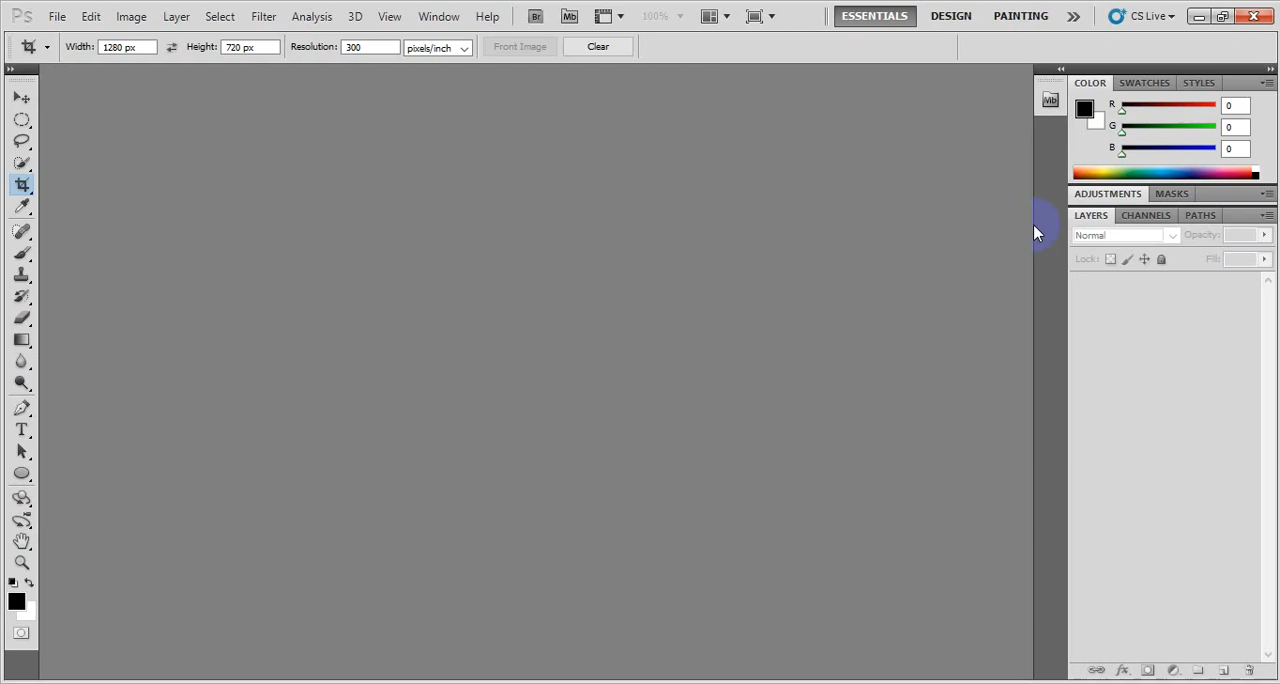 Ps File Edit Image Layer Select Filter Analysis 3D View Window Help Br Mb 100% ESSENTIALS DESIGN PAINTING CS Live
Width: 1280 px Height: 720 px Resolution: 300 pixels/inch Front Image Clear
Mb
COLOR SWATCHES STYLES
R 0
G 0
B 0
ADJUSTMENTS MASKS
LAYERS CHANNELS PATHS
Normal Opacity:
Lock: Fill:
T
fx